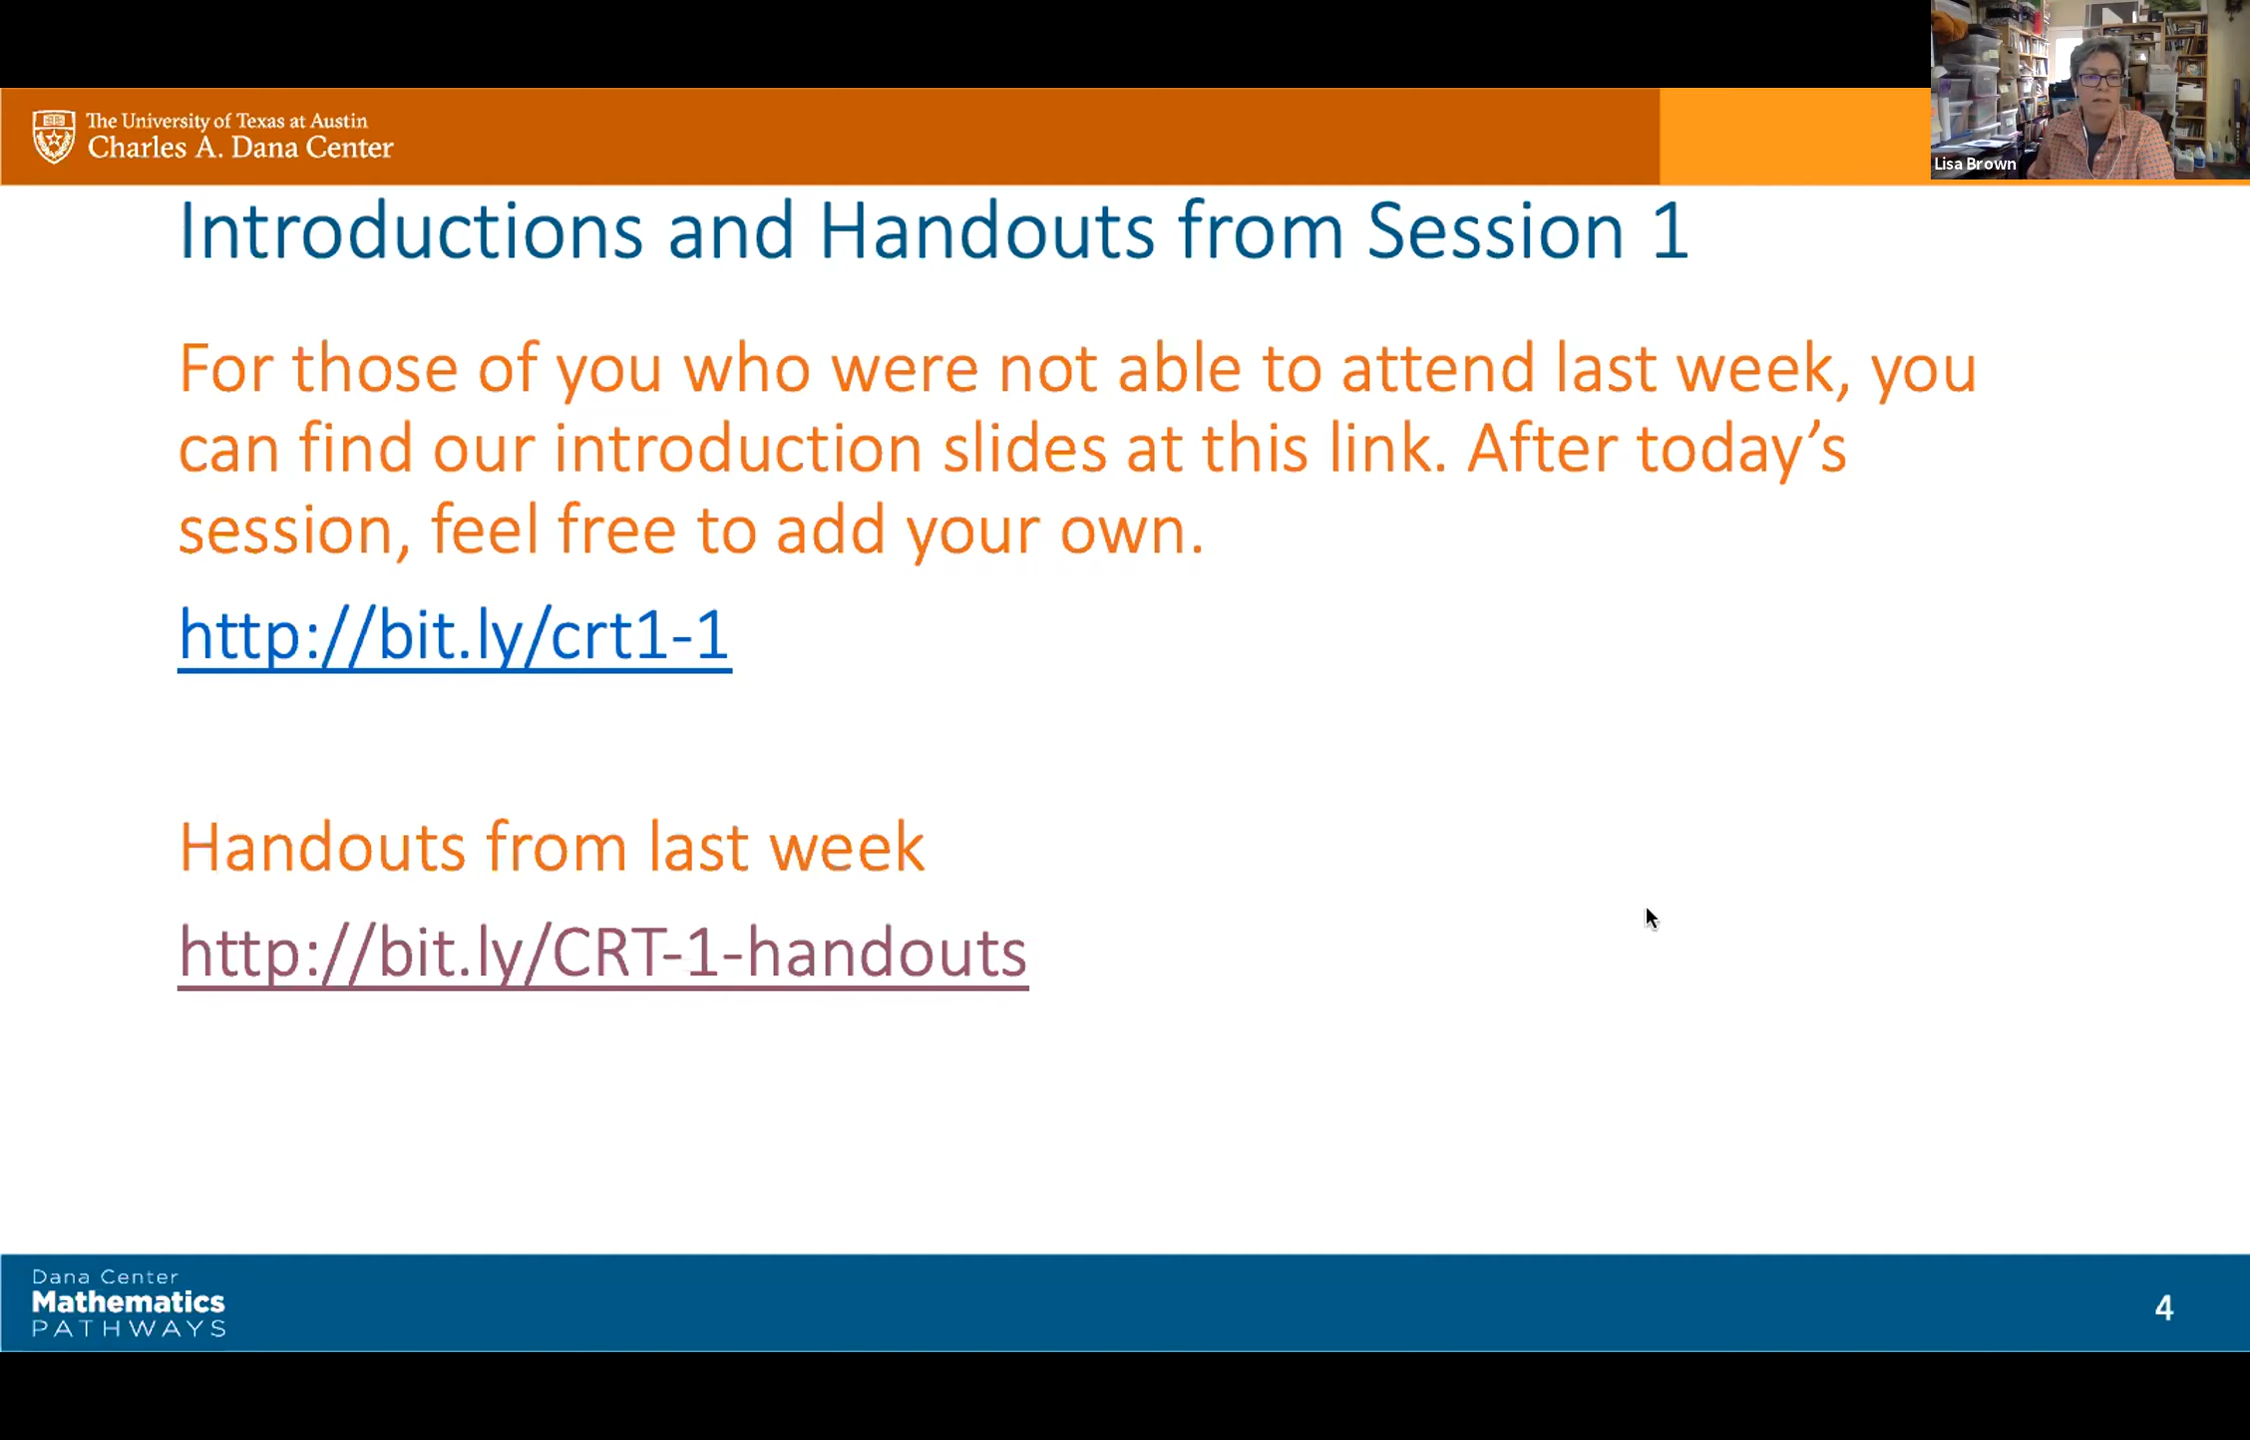 The University of Texas at Austin
Charles A. Dana Center
Lisa Brown
Introductions and Handouts from Session 1
For those of you who were not able to attend last week, you
can find our introduction slides at this link. After today’s
session, feel free to add your own.
http://bit.ly/crt1-1
Handouts from last week
http://bit.ly/CRT-1-handouts
Dana Center
Mathematics
PATHWAYS
4